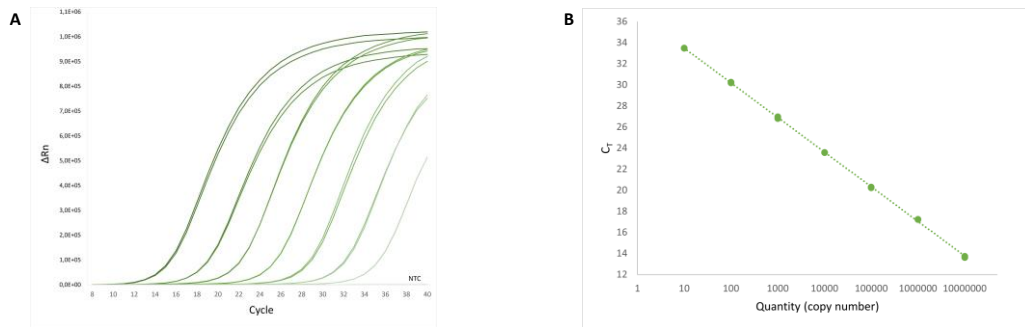 A
1,1E+06
1,0E+06
9,0E+05
8,0E+05
7,0E+05
6,0E+05
5,0E+05
4,0E+05
3,0E+05
2,0E+05
1,0E+05
0,0E+00
ΔRn
NTC
8 10 12 14 16 18 20 22 24 26 28 30 32 34 36 38 40
Cycle
B
36
34
32
30
28
26
24
22
20
18
16
14
12
CT
1 10 100 1000 10000 100000 1000000 10000000
Quantity (copy number)